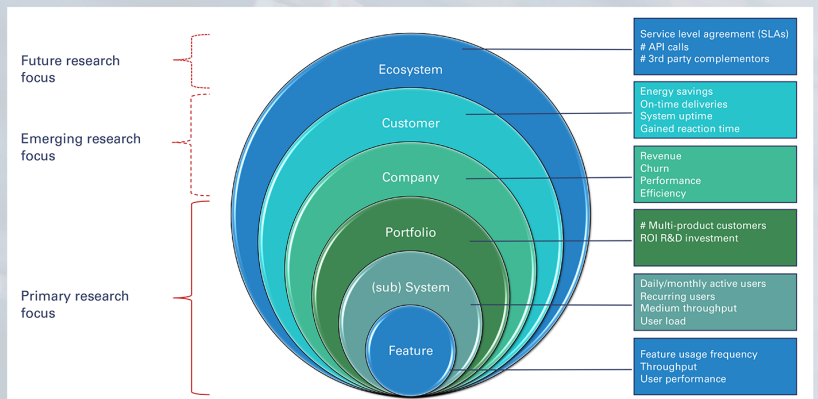 Future research
focus
Emerging research
focus
Primary research
focus
Ecosystem
Customer
Company
Portfolio
(sub) System
Feature
Service level agreement (SLAs)
# API calls
# 3rd party complementors
Energy savings
On-time deliveries
System uptime
Gained reaction time
Revenue
Churn
Performance
Efficiency
# Multi-product customers
ROI R&D investment
Daily/monthly active users
Recurring users
Medium throughput
User load
Feature usage frequency
Throughput
User performance